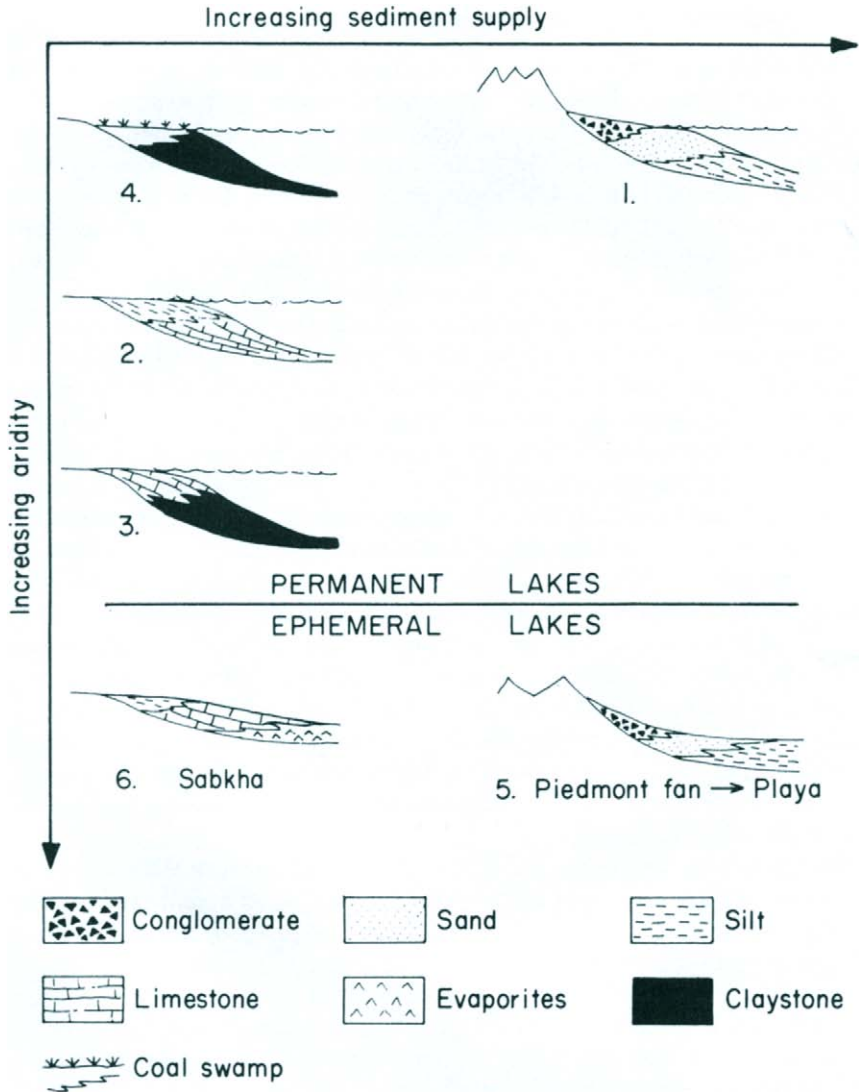 Increasing sediment supply
4.
1.
2.
3.
Increasing aridity
PERMANENT LAKES
EPHEMERAL LAKES
6. Sabkha
5. Piedmont fan → Playa
Conglomerate
Sand
Silt
Limestone
Evaporites
Claystone
Coal swamp